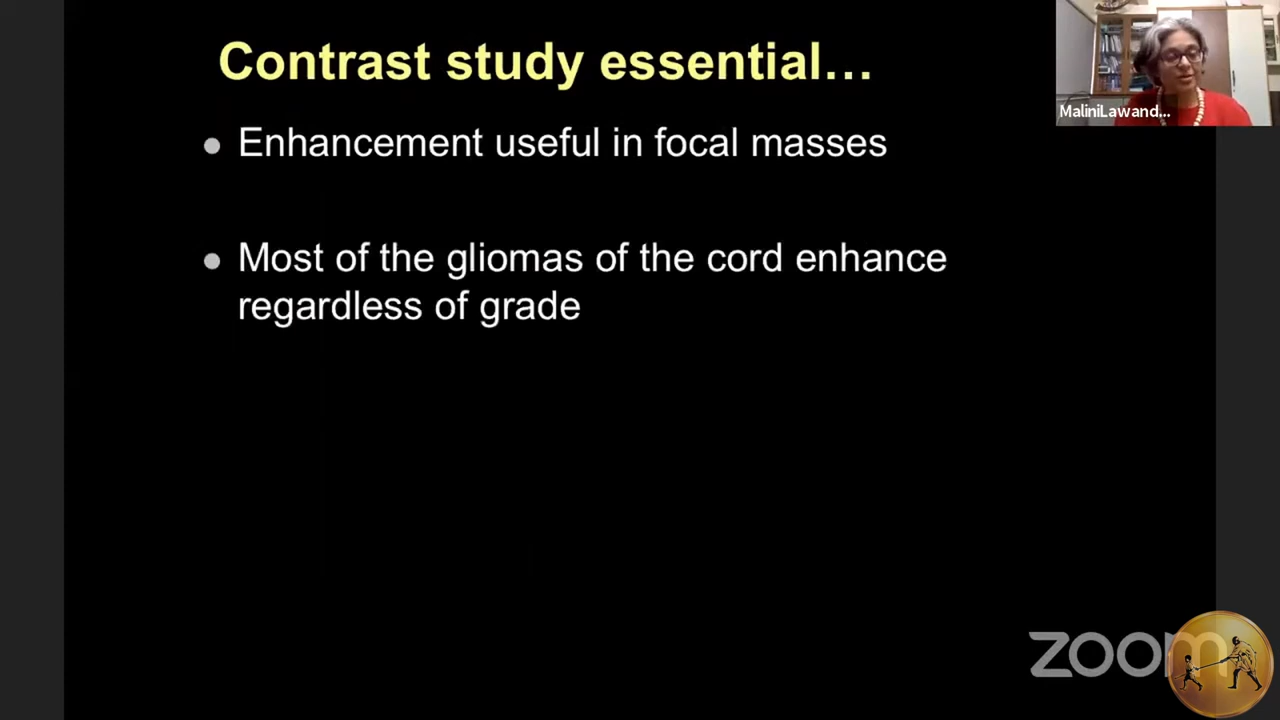 Contrast study essential…
MaliniLawand...
● Enhancement useful in focal masses
● Most of the gliomas of the cord enhance
regardless of grade
zoom